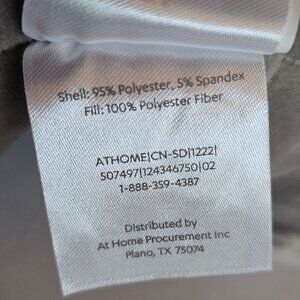 Shell: 95% Polyester, 5% Spandex
Fill: 100% Polyester Fiber
ATHOME|CN-SD|1222|
507497|124346750|02
1-888-359-4387
Distributed by
At Home Procurement Inc
Plano, TX 75074